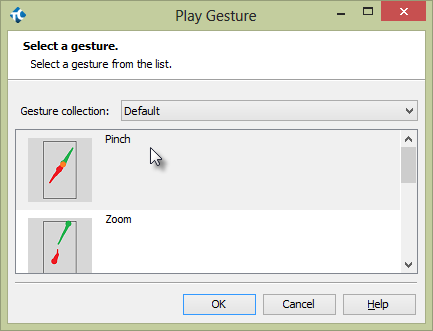 Play Gesture
Select a gesture.
Select a gesture from the list.
Gesture collection: Default
Pinch
Zoom
OK Cancel Help